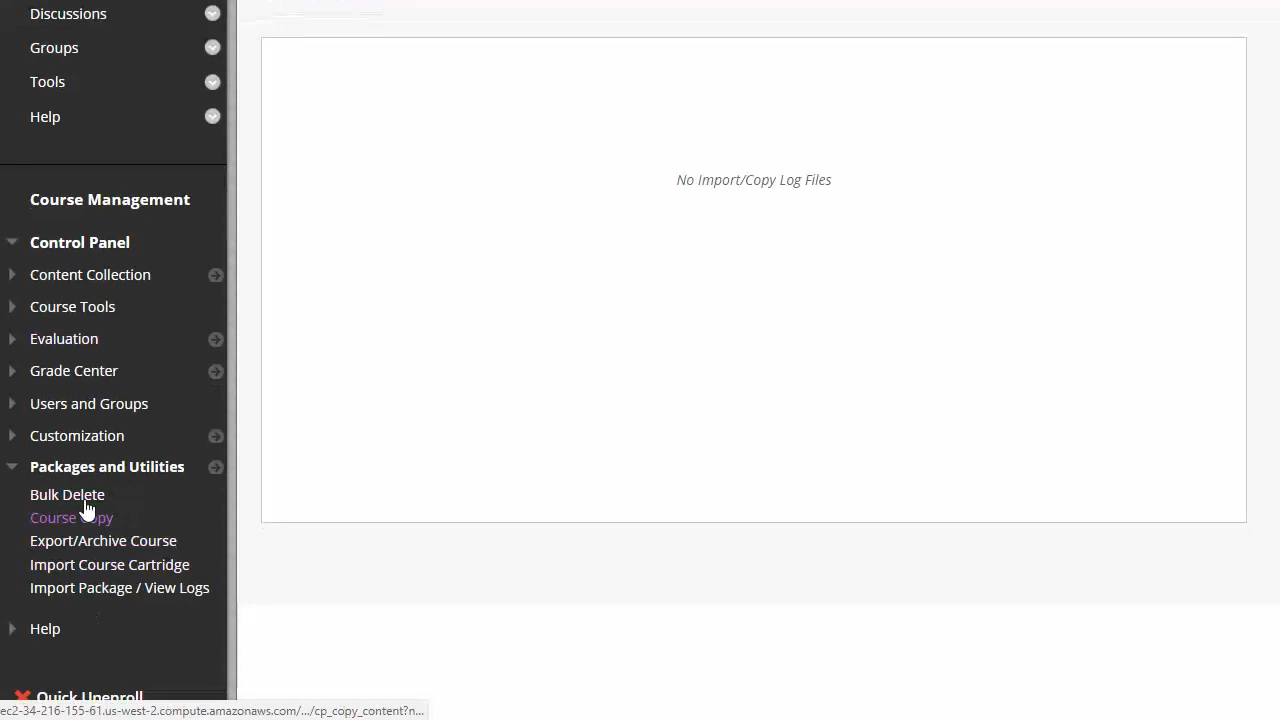 Discussions
Groups
Tools
Help
Course Management
Control Panel
Content Collection
Course Tools
Evaluation
Grade Center
Users and Groups
Customization
Packages and Utilities
Bulk Delete
Course Copy
Export/Archive Course
Import Course Cartridge
Import Package / View Logs
Help
Quick Unenroll
No Import/Copy Log Files
ec2-34-216-155-61.us-west-2.compute.amazonaws.com/.../cp_copy_content?n...